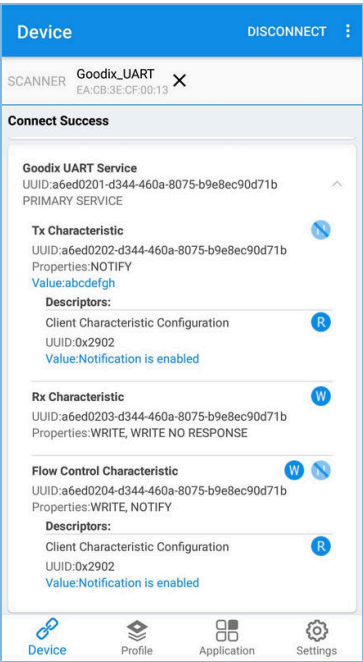 Device DISCONNECT
SCANNER Goodix_UART
EA:CB:3E:CF:00:13
Connect Success
Goodix UART Service
UUID:a6ed0201-d344-460a-8075-b9e8ec90d71b
PRIMARY SERVICE
Tx Characteristic
UUID:a6ed0202-d344-460a-8075-b9e8ec90d71b
Properties:NOTIFY
Value:abcdefgh
Descriptors:
Client Characteristic Configuration R
UUID:0x2902
Value:Notification is enabled
Rx Characteristic W
UUID:a6ed0203-d344-460a-8075-b9e8ec90d71b
Properties:WRITE, WRITE NO RESPONSE
Flow Control Characteristic W
UUID:a6ed0204-d344-460a-8075-b9e8ec90d71b
Properties:WRITE, NOTIFY
Descriptors:
Client Characteristic Configuration R
UUID:0x2902
Value:Notification is enabled
Device Profile Application Settings